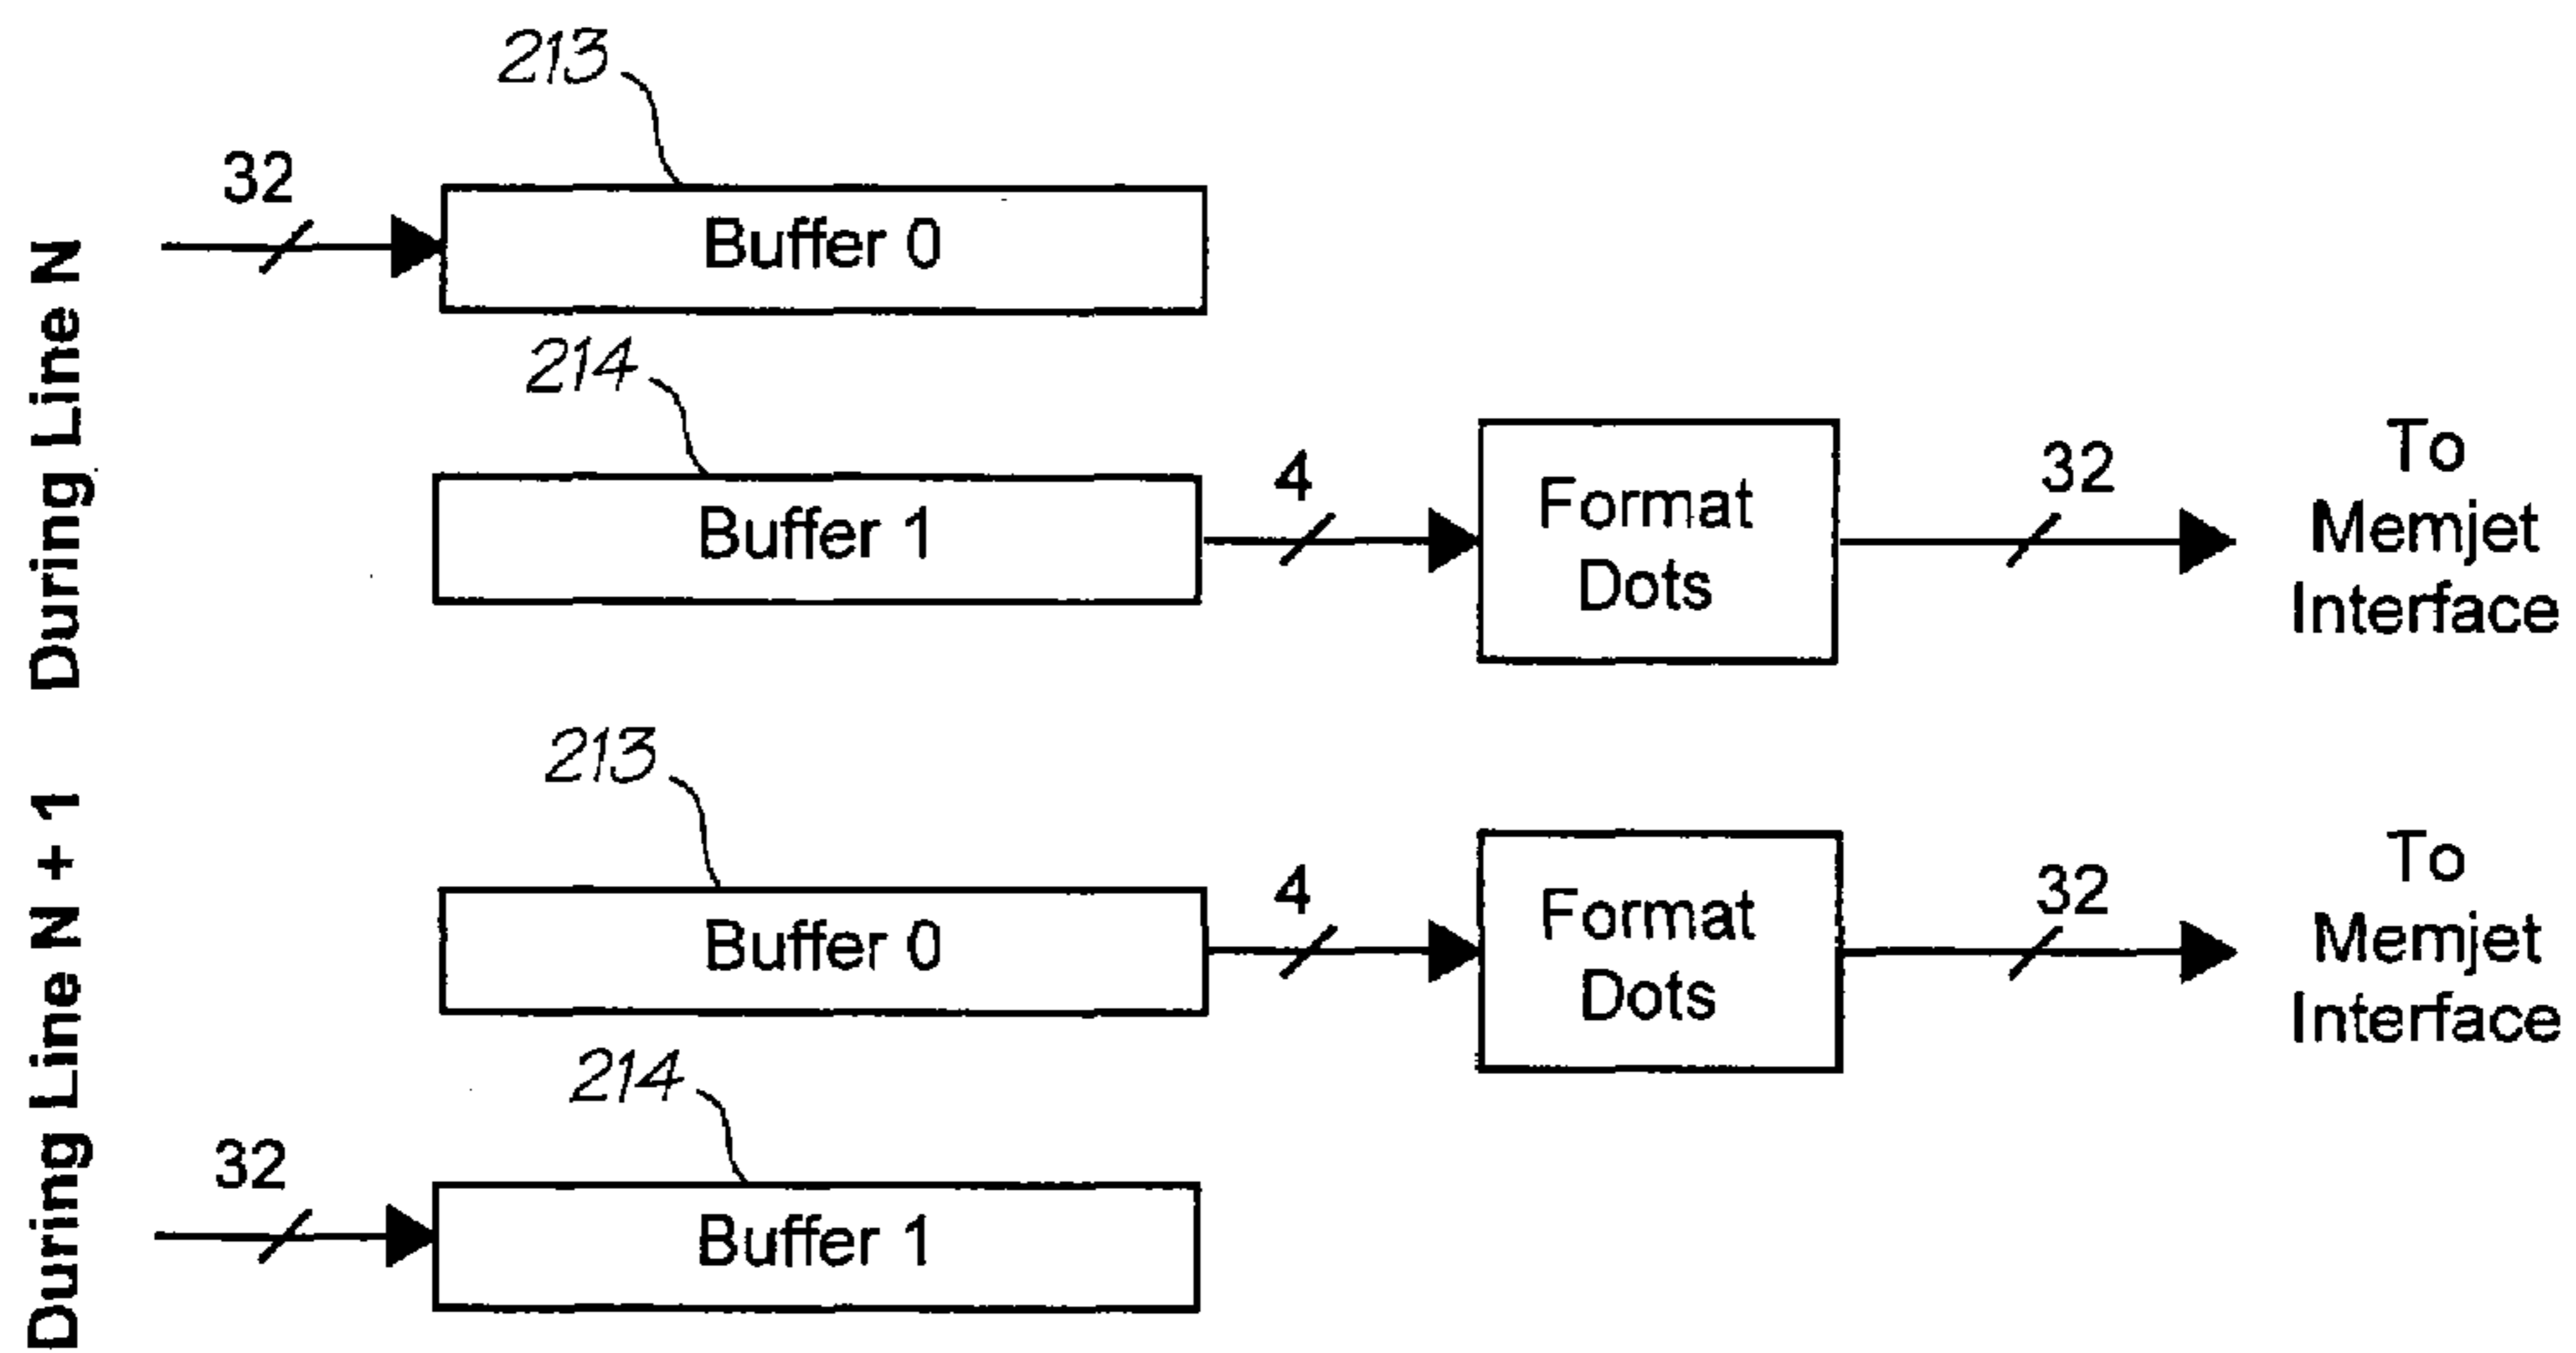 During Line N
213
32
Buffer 0
214
Buffer 1
4
Format
Dots
32
To
Memjet
Interface
During Line N + 1
213
Buffer 0
4
Format
Dots
32
To
Memjet
Interface
214
32
Buffer 1